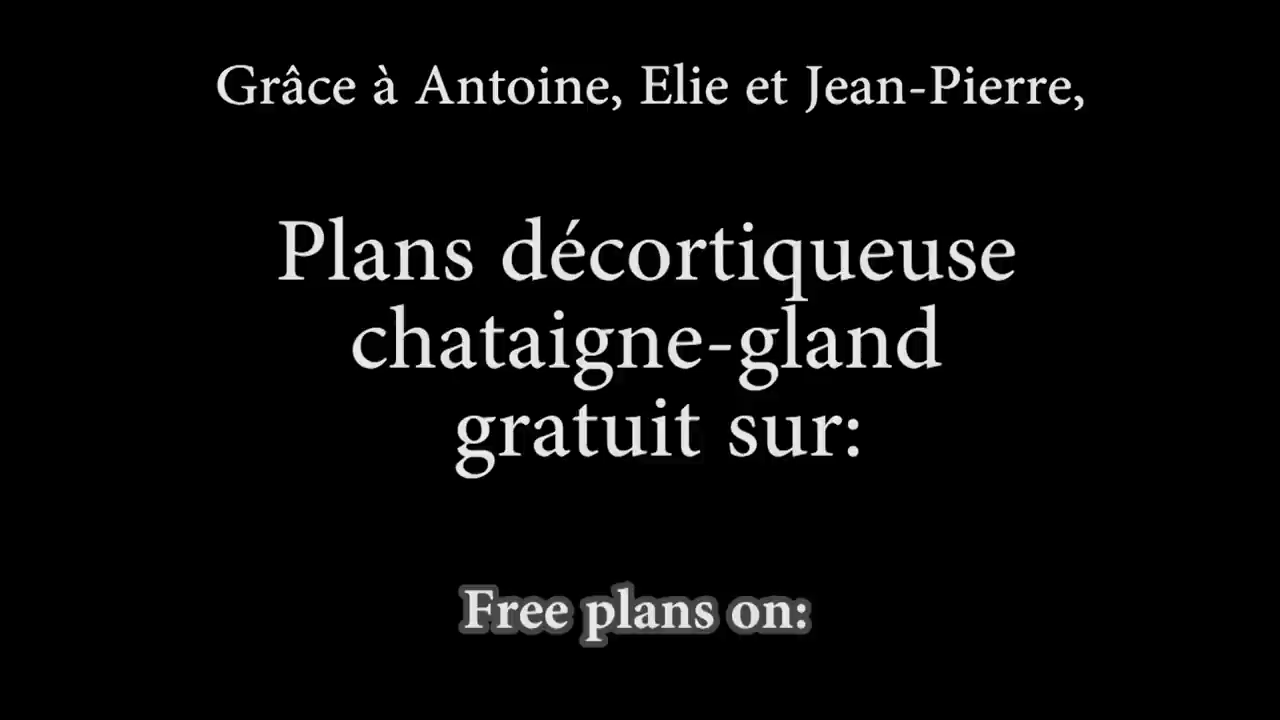 Grâce à Antoine, Elie et Jean-Pierre,
Plans décortiqueuse
chataigne-gland
gratuit sur:
Free plans on: